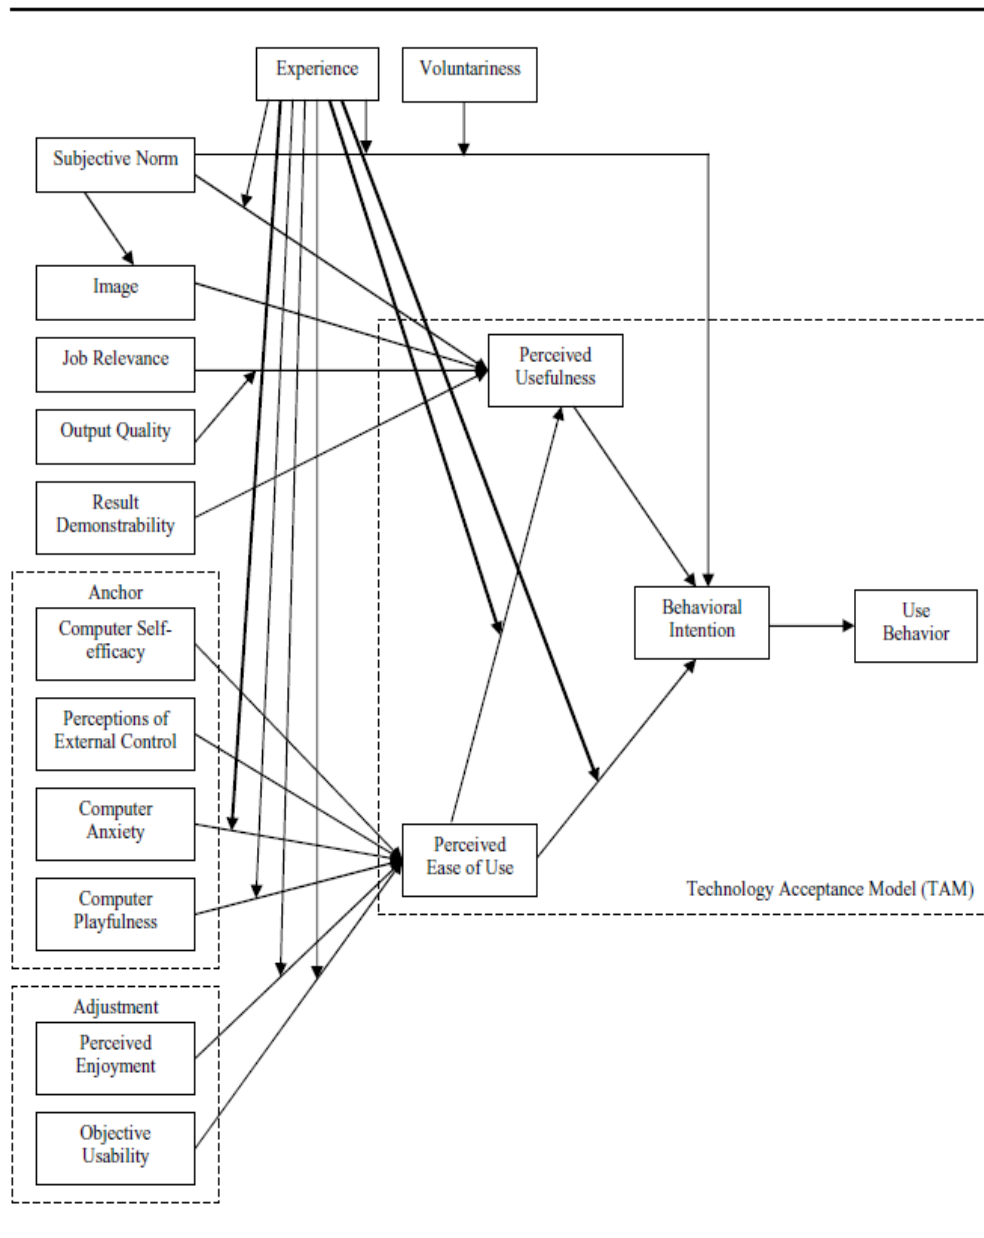 Experience
Voluntariness
Subjective Norm
Image
Job Relevance
Output Quality
Result
Demonstrability
Perceived
Usefulness
Anchor
Computer Self-
efficacy
Perceptions of
External Control
Computer
Anxiety
Computer
Playfulness
Behavioral
Intention
Use
Behavior
Perceived
Ease of Use
Technology Acceptance Model (TAM)
Adjustment
Perceived
Enjoyment
Objective
Usability